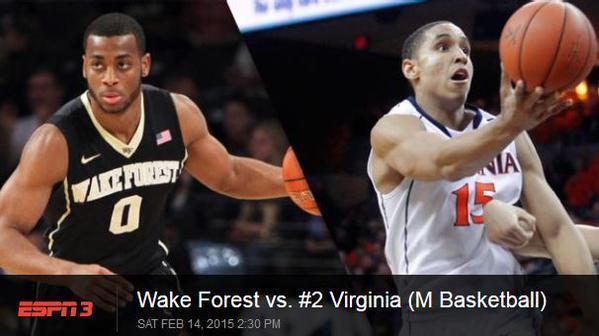 WAKE FOREST
0
VIRGINIA
15
ESPN3
Wake Forest vs. #2 Virginia (M Basketball)
SAT FEB 14, 2015 2:30 PM